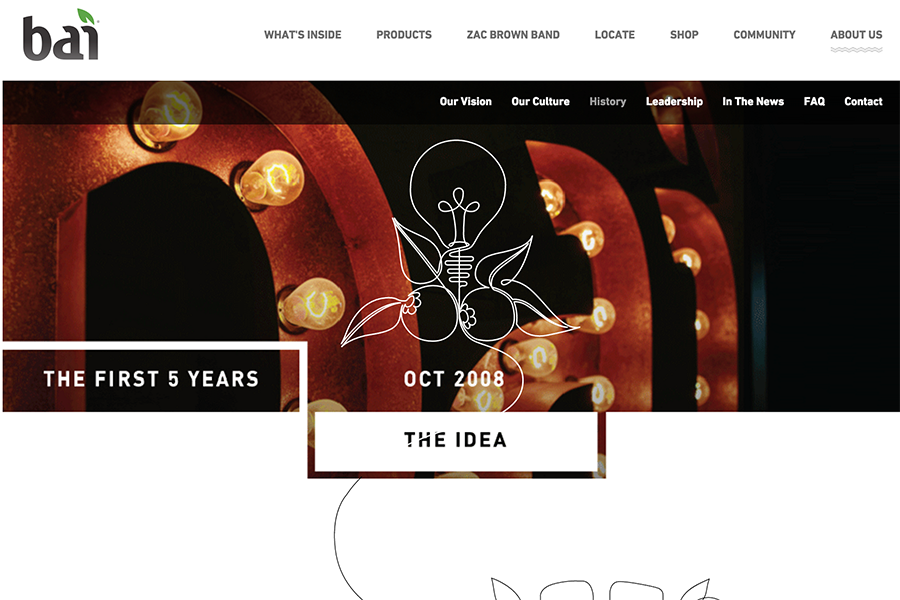 bai
WHAT'S INSIDE PRODUCTS ZAC BROWN BAND LOCATE SHOP COMMUNITY ABOUT US
Our Vision Our Culture History Leadership In The News FAQ Contact
THE FIRST 5 YEARS
OCT 2008
THE IDEA